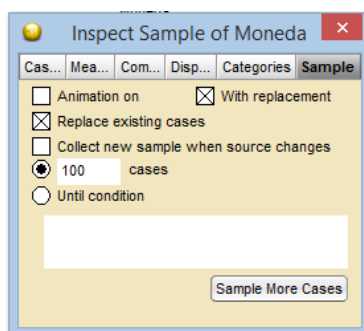 Inspect Sample of Moneda
Cas... Mea... Com... Disp... Categories Sample
Animation on With replacement
Replace existing cases
Collect new sample when source changes
100 cases
Until condition
Sample More Cases